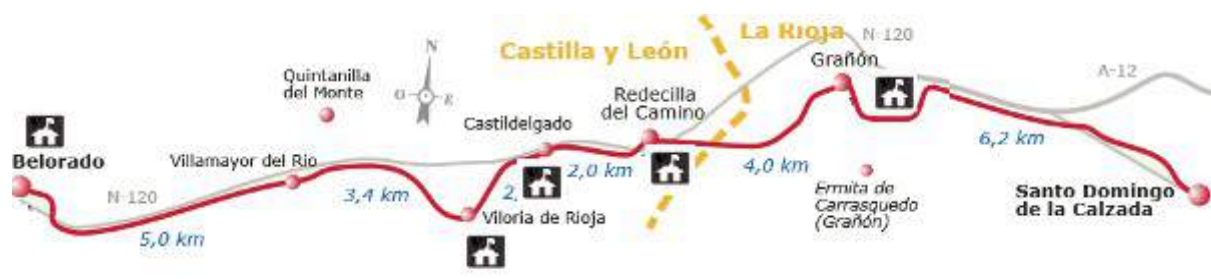 La Rioja
N-120
Castilla y León
N
Grañón
Quintanilla
del Monte
A-12
O
E
Redecilla
del Camino
Castildelgado
6,2 km
Belorado
Villamayor del Río
2,0 km
4,0 km
N-120
3,4 km
2,
Ermita de
Carrasquedo
(Grañón)
Santo Domingo
de la Calzada
Viloria de Rioja
5,0 km